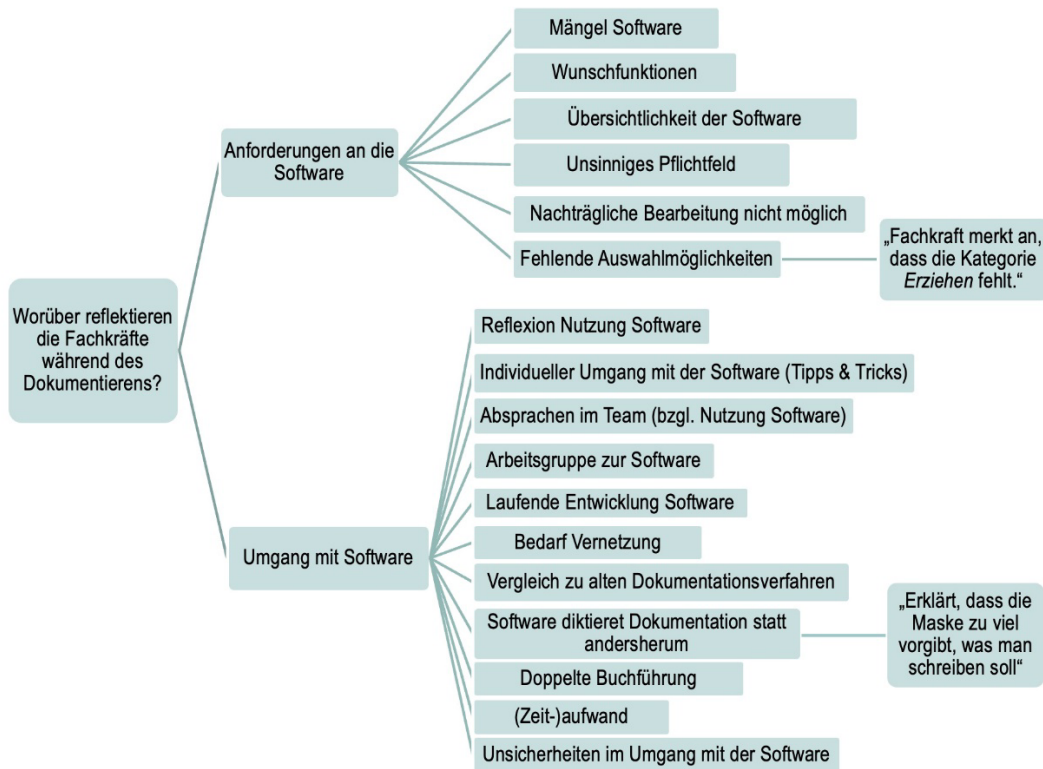 Mängel Software
Wunschfunktionen
Übersichtlichkeit der Software
Anforderungen an die
Software
Unsinniges Pflichtfeld
Nachträgliche Bearbeitung nicht möglich
Fehlende Auswahlmöglichkeiten
„Fachkraft merkt an,
dass die Kategorie
Erziehen fehlt.“
Worüber reflektieren
die Fachkräfte
während des
Dokumentierens?
Reflexion Nutzung Software
Individueller Umgang mit der Software (Tipps & Tricks)
Absprachen im Team (bzgl. Nutzung Software)
Arbeitsgruppe zur Software
Laufende Entwicklung Software
Umgang mit Software
Bedarf Vernetzung
Vergleich zu alten Dokumentationsverfahren
Software diktieret Dokumentation statt
andersherum
„Erklärt, dass die
Maske zu viel
vorgibt, was man
schreiben soll“
Doppelte Buchführung
(Zeit-)aufwand
Unsicherheiten im Umgang mit der Software